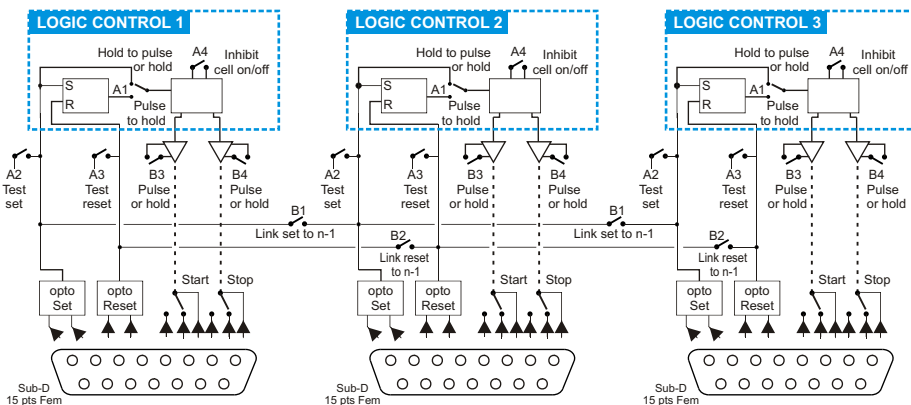 LOGIC CONTROL 1
Hold to pulse
or hold
A4
Inhibit
cell on/off
S
R
A1
Pulse
to hold
A2
Test
set
A3
Test
reset
B3
Pulse
or hold
B4
Pulse
or hold
B1
Link set to n-1
B2
Link reset
to n-1
opto
Set
opto
Reset
Start
Stop
Sub-D
15 pts Fem
LOGIC CONTROL 2
Hold to pulse
or hold
A4
Inhibit
cell on/off
S
R
A1
Pulse
to hold
A2
Test
set
A3
Test
reset
B3
Pulse
or hold
B4
Pulse
or hold
B1
Link set to n-1
B2
Link reset
to n-1
opto
Set
opto
Reset
Start
Stop
Sub-D
15 pts Fem
LOGIC CONTROL 3
Hold to pulse
or hold
A4
Inhibit
cell on/off
S
R
A1
Pulse
to hold
A2
Test
set
A3
Test
reset
B3
Pulse
or hold
B4
Pulse
or hold
opto
Set
opto
Reset
Start
Stop
Sub-D
15 pts Fem